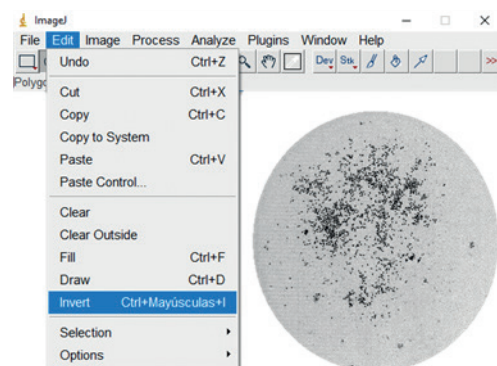 ImageJ
File Edit Image Process Analyze Plugins Window Help
Dev Stk >>
Polygo
Undo Ctrl+Z
Cut Ctrl+X
Copy Ctrl+C
Copy to System
Paste Ctrl+V
Paste Control...
Clear
Clear Outside
Fill Ctrl+F
Draw Ctrl+D
Invert Ctrl+Mayúsculas+I
Selection
Options